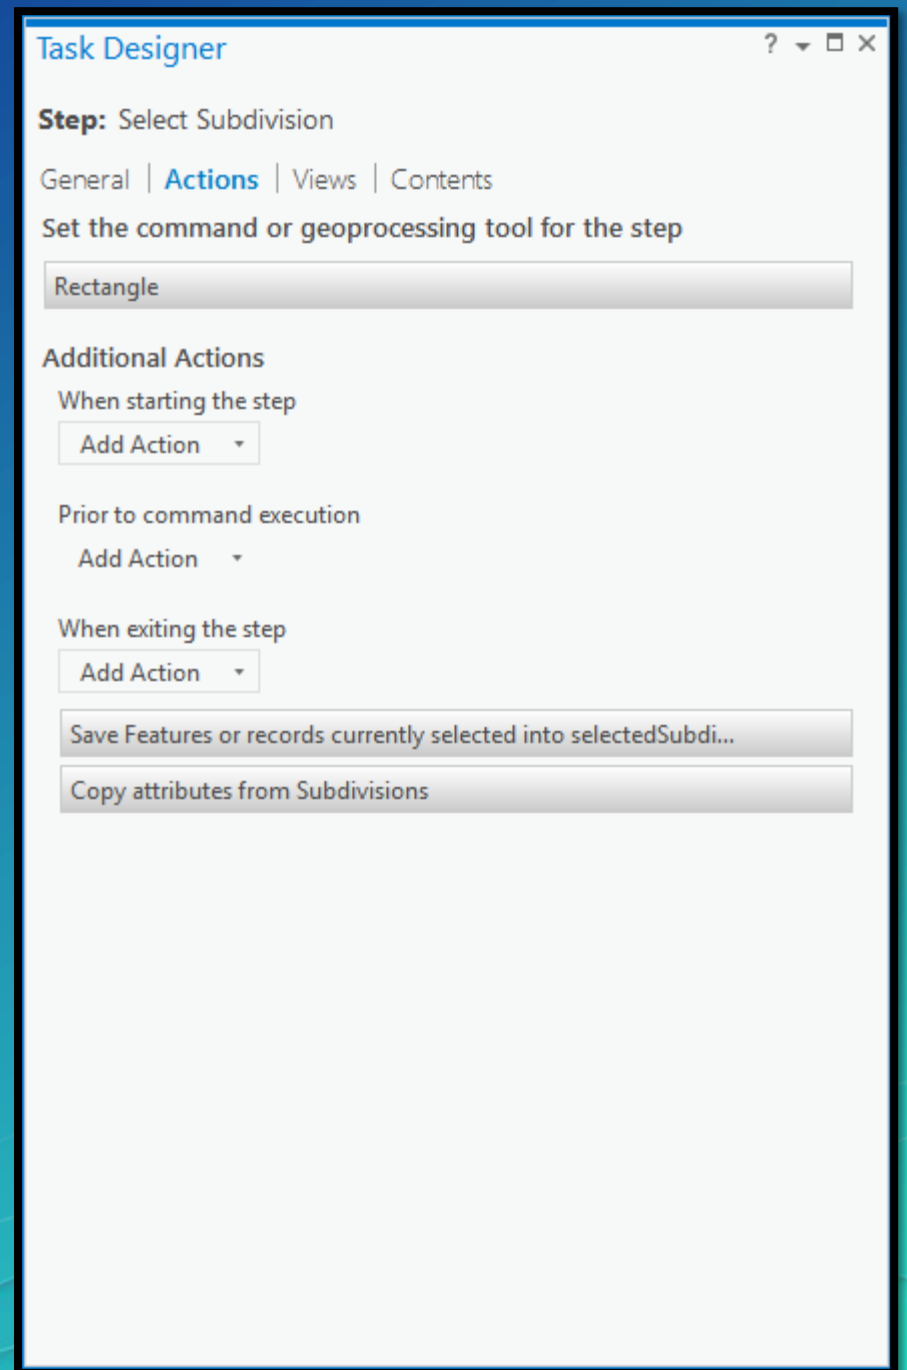 Task Designer
Step: Select Subdivision
General | Actions | Views | Contents
Set the command or geoprocessing tool for the step
Rectangle
Additional Actions
When starting the step
Add Action
Prior to command execution
Add Action
When exiting the step
Add Action
Save Features or records currently selected into selectedSubdi...
Copy attributes from Subdivisions